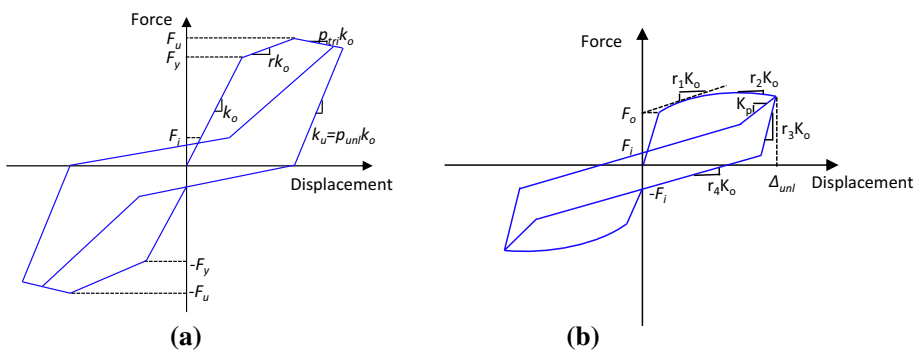 Force
F_u
F_y
F_i
p_tri k_o
rk_o
k_o
k_u=p_unl k_o
Displacement
-F_y
-F_u
(a)
Force
r_1K_o
r_2K_o
F_o
K_p
r_3K_o
F_i
Δ_unl
Displacement
-F_i
r_4K_o
(b)